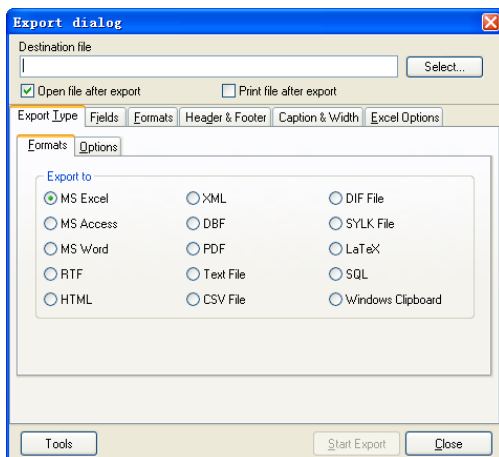 Export dialog
Destination file
Select...
Open file after export Print file after export
Export Type Fields Formats Header & Footer Caption & Width Excel Options
Formats Options
Export to
MS Excel XML DIF File
MS Access DBF SYLK File
MS Word PDF LaTeX
RTF Text File SQL
HTML CSV File Windows Clipboard
Tools Start Export Close